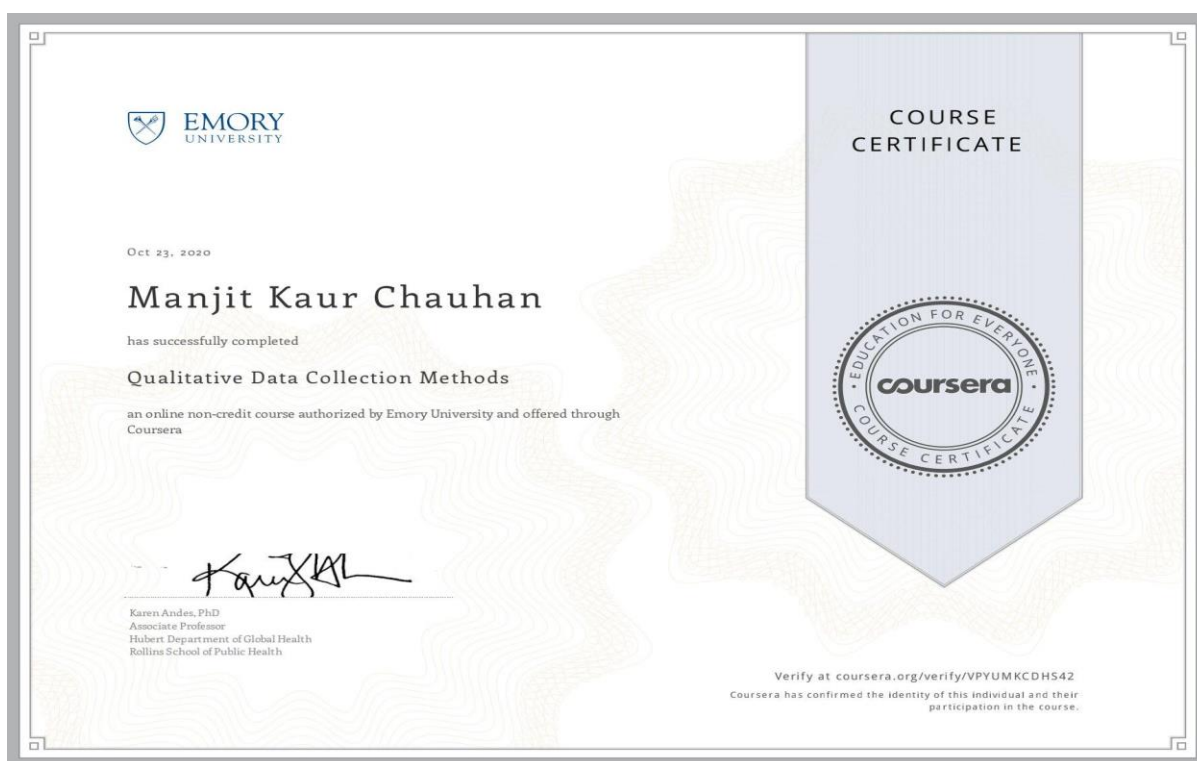 EMORY
UNIVERSITY
COURSE
CERTIFICATE
Oct 23, 2020
Manjit Kaur Chauhan
has successfully completed
Qualitative Data Collection Methods
an online non-credit course authorized by Emory University and offered through
Coursera
EDUCATION FOR EVERYONE
coursera
COURSE CERTIFICATE
Karen Andes, PhD
Associate Professor
Hubert Department of Global Health
Rollins School of Public Health
Verify at coursera.org/verify/VPYUMKCDHS42
Coursera has confirmed the identity of this individual and their
participation in the course.